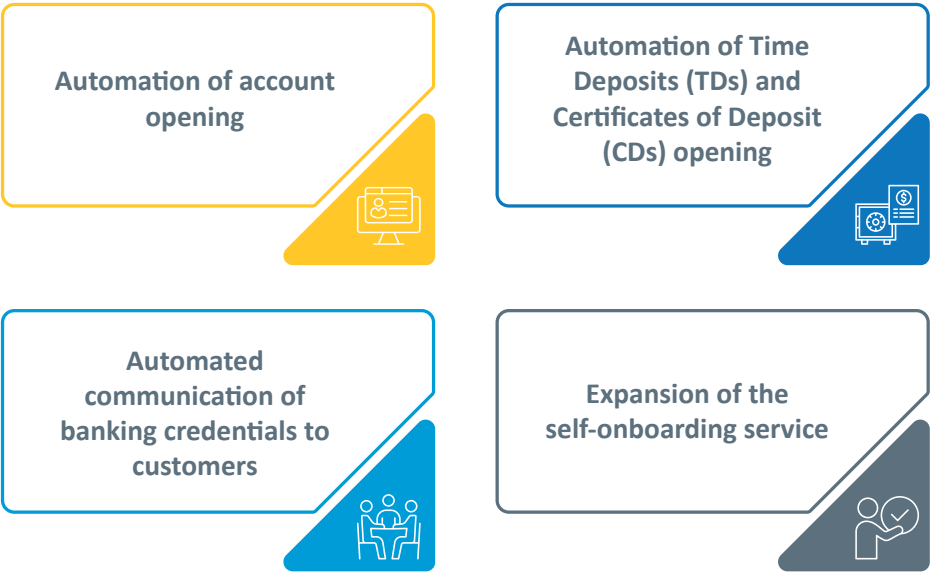 Automation of account
opening
Automation of Time
Deposits (TDs) and
Certificates of Deposit
(CDs) opening
$
Automated
communication of
banking credentials to
customers
Expansion of the
self-onboarding service